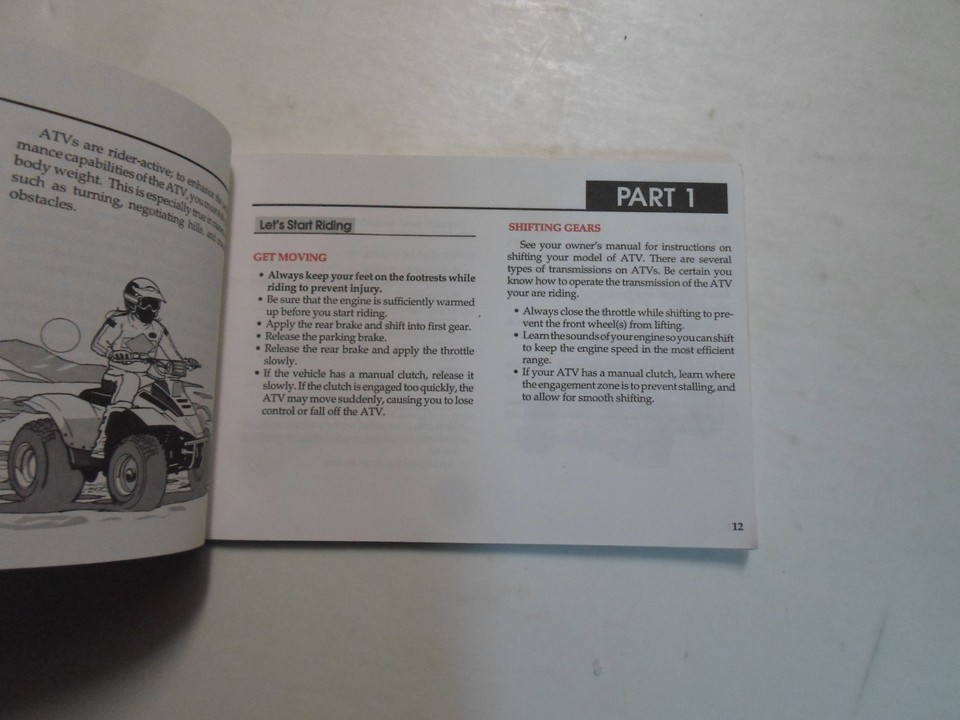 ATVs are rider-active; to enhance the
mance capabilities of the ATV, you must
body weight. This is especially true in
such as turning, negotiating hills, and
obstacles.
PART 1
Let's Start Riding
GET MOVING
• Always keep your feet on the footrests while
riding to prevent injury.
• Be sure that the engine is sufficiently warmed
up before you start riding.
• Apply the rear brake and shift into first gear.
• Release the parking brake.
• Release the rear brake and apply the throttle
slowly.
• If the vehicle has a manual clutch, release it
slowly. If the clutch is engaged too quickly, the
ATV may move suddenly, causing you to lose
control or fall off the ATV.
SHIFTING GEARS
See your owner's manual for instructions on
shifting your model of ATV. There are several
types of transmissions on ATVs. Be certain you
know how to operate the transmission of the ATV
your are riding.
• Always close the throttle while shifting to pre-
vent the front wheel(s) from lifting.
• Learn the sounds of your engine so you can shift
to keep the engine speed in the most efficient
range.
• If your ATV has a manual clutch, learn where
the engagement zone is to prevent stalling, and
to allow for smooth shifting.
12